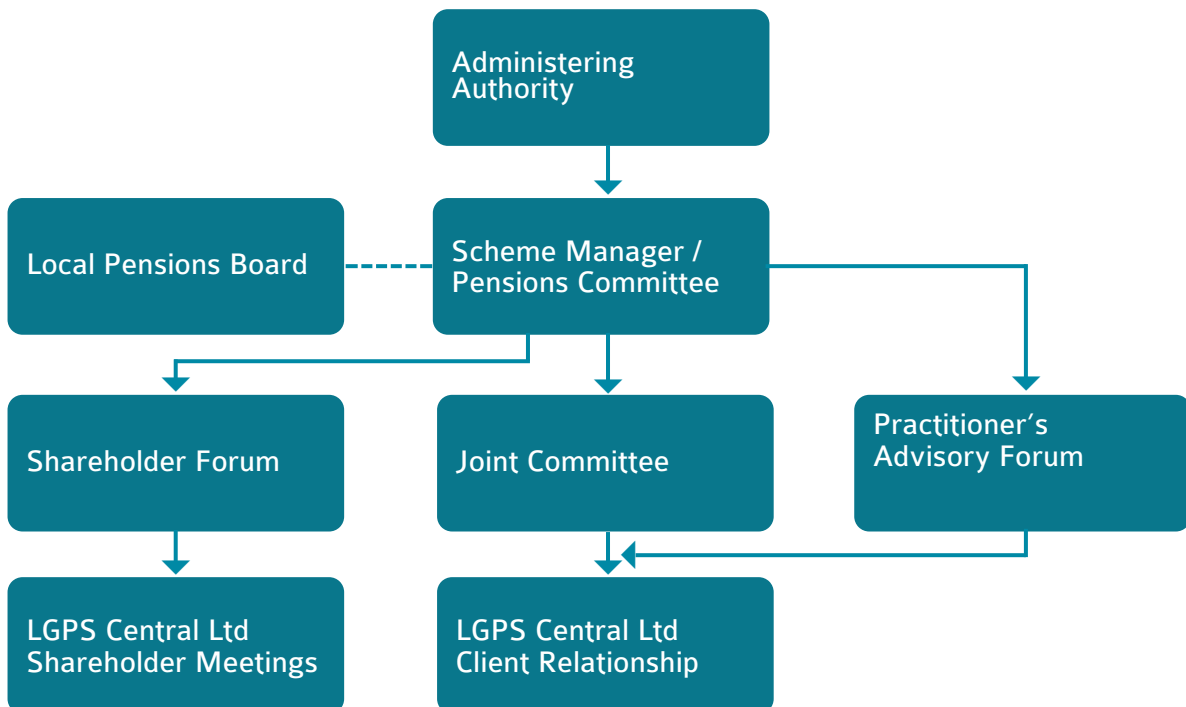 Administering
Authority
Local Pensions Board
Scheme Manager /
Pensions Committee
Shareholder Forum
Joint Committee
Practitioner′s
Advisory Forum
LGPS Central Ltd
Shareholder Meetings
LGPS Central Ltd
Client Relationship